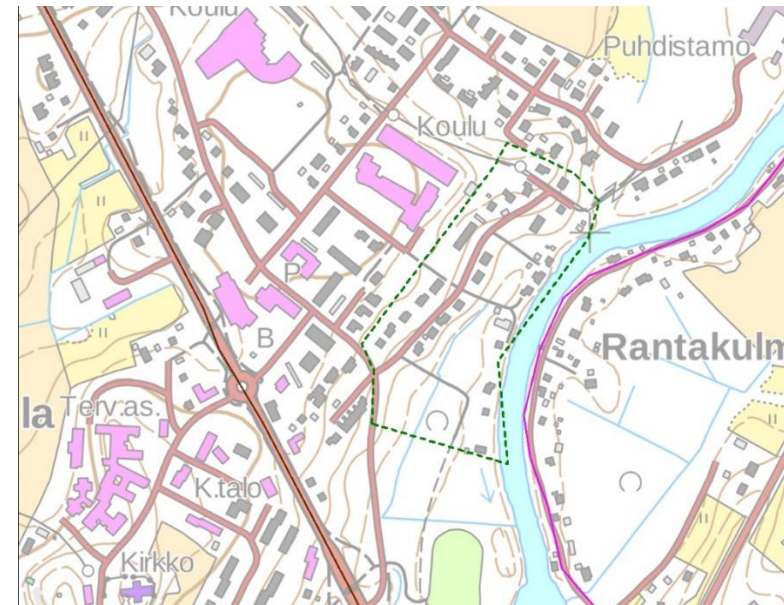 Koulu
Puhdistamo
Koulu
P
B
Rantakulm
la
Terv.as.
K.talo
Kirkko